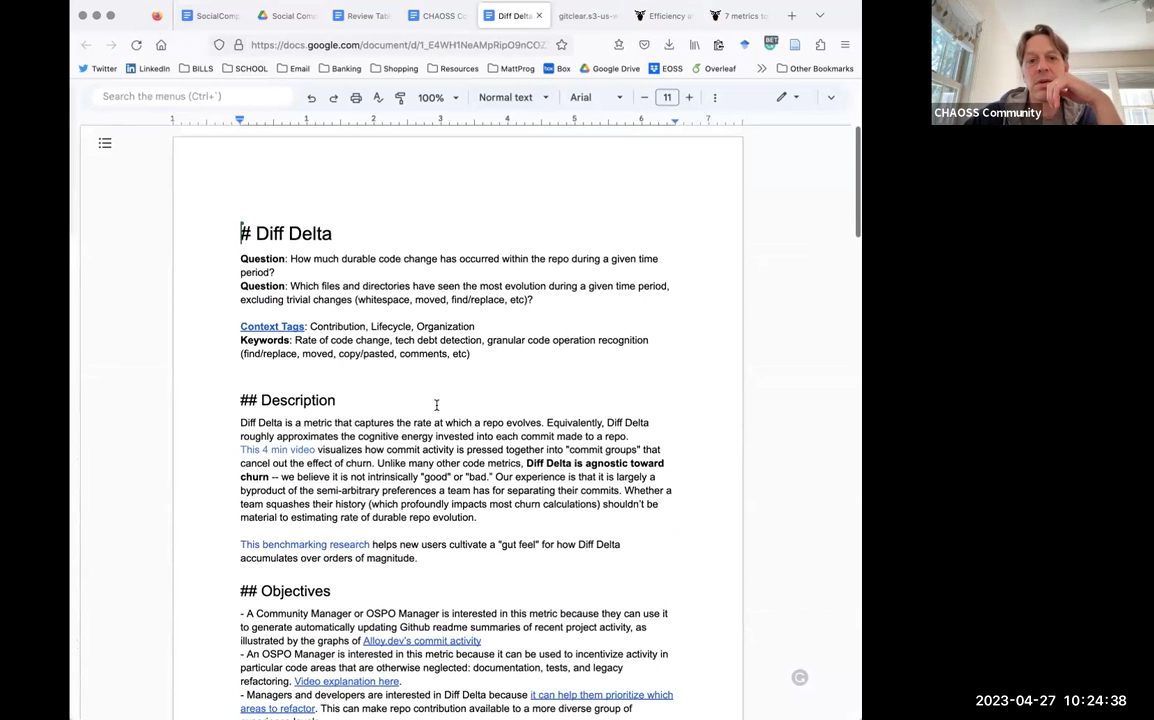 SocialComp
Social Com
Review Table
CHAOSS Co
Diff Delta
gitclear.s3-us-w
Efficiency a
7 metrics to
https://docs.google.com/document/d/1_E4WH1NeAMpRipO9nCOZ
Twitter
LinkedIn
BILLS
SCHOOL
Email
Banking
Shopping
Resources
MattProg
Box
Google Drive
EOSS
Overleaf
Other Bookmarks
Search the menus (Ctrl+`)
100%
Normal text
Arial
11
1 1 2 3 4 5 6 7
# Diff Delta
Question: How much durable code change has occurred within the repo during a given time
period?
Question: Which files and directories have seen the most evolution during a given time period,
excluding trivial changes (whitespace, moved, find/replace, etc)?
Context Tags: Contribution, Lifecycle, Organization
Keywords: Rate of code change, tech debt detection, granular code operation recognition
(find/replace, moved, copy/pasted, comments, etc)
## Description
Diff Delta is a metric that captures the rate at which a repo evolves. Equivalently, Diff Delta
roughly approximates the cognitive energy invested into each commit made to a repo.
This 4 min video visualizes how commit activity is pressed together into "commit groups" that
cancel out the effect of churn. Unlike many other code metrics, Diff Delta is agnostic toward
churn -- we believe it is not intrinsically "good" or "bad." Our experience is that it is largely a
byproduct of the semi-arbitrary preferences a team has for separating their commits. Whether a
team squashes their history (which profoundly impacts most churn calculations) shouldn't be
material to estimating rate of durable repo evolution.
This benchmarking research helps new users cultivate a "gut feel" for how Diff Delta
accumulates over orders of magnitude.
## Objectives
- A Community Manager or OSPO Manager is interested in this metric because they can use it
to generate automatically updating Github readme summaries of recent project activity, as
illustrated by the graphs of Alloy.dev's commit activity
- An OSPO Manager is interested in this metric because it can be used to incentivize activity in
particular code areas that are otherwise neglected: documentation, tests, and legacy
refactoring. Video explanation here.
- Managers and developers are interested in Diff Delta because it can help them prioritize which
areas to refactor. This can make repo contribution available to a more diverse group of
CHAOSS Community
2023-04-27 10:24:38